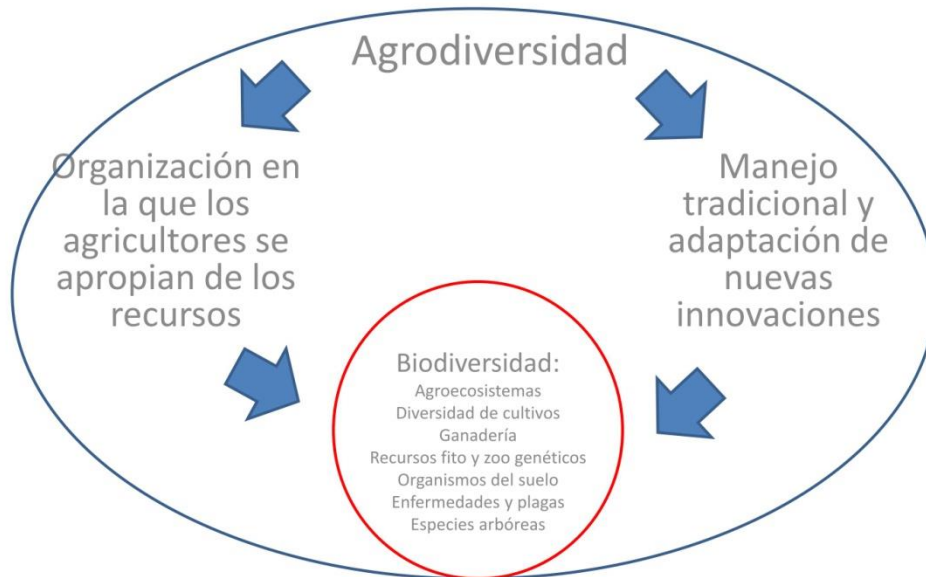 Agrodiversidad
Organización en
la que los
agricultores se
apropian de los
recursos
Manejo
tradicional y
adaptación de
nuevas
innovaciones
Biodiversidad:
Agroecosistemas
Diversidad de cultivos
Ganadería
Recursos fito y zoo genéticos
Organismos del suelo
Enfermedades y plagas
Especies arbóreas